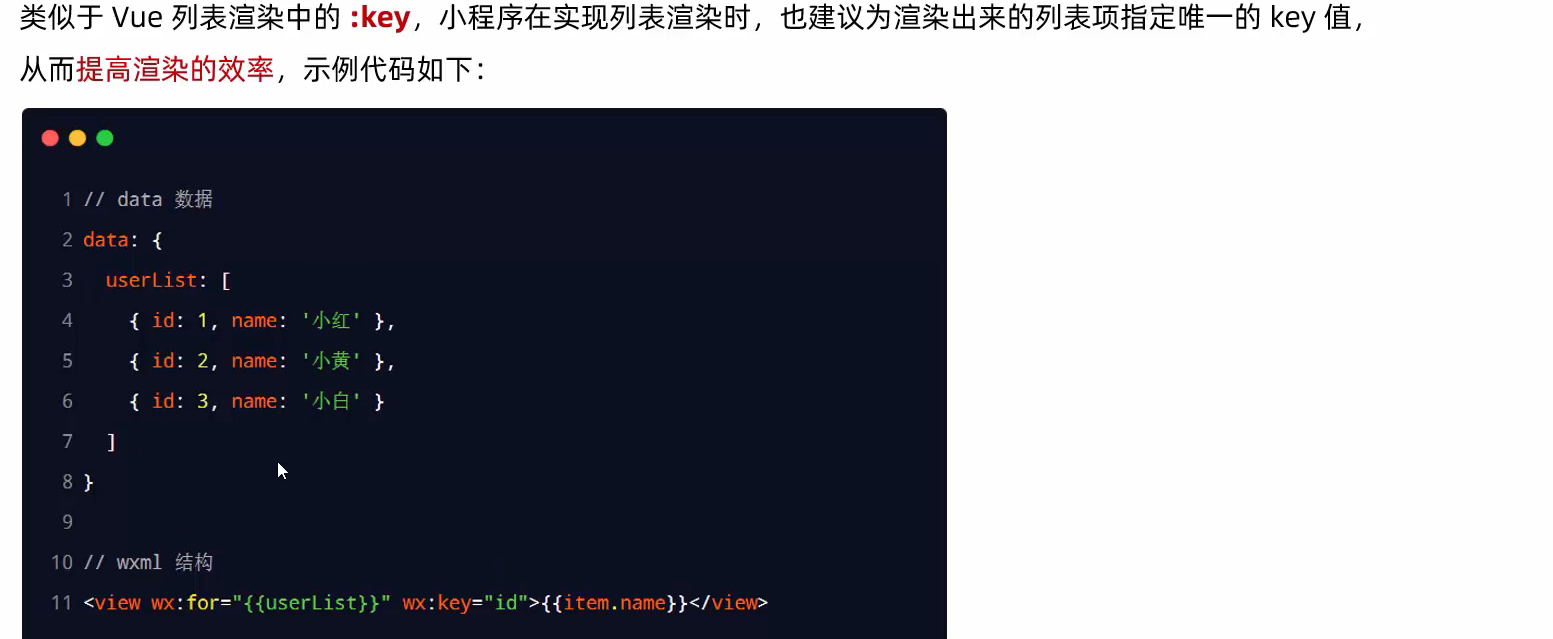 类似于 Vue 列表渲染中的 :key，小程序在实现列表渲染时，也建议为渲染出来的列表项指定唯一的 key 值，
从而提高渲染的效率，示例代码如下：
1 // data 数据
2 data: {
3   userList: [
4     { id: 1, name: '小红' },
5     { id: 2, name: '小黄' },
6     { id: 3, name: '小白' }
7   ]
8 }
9
10 // wxml 结构
11 <view wx:for="{{userList}}" wx:key="id">{{item.name}}</view>